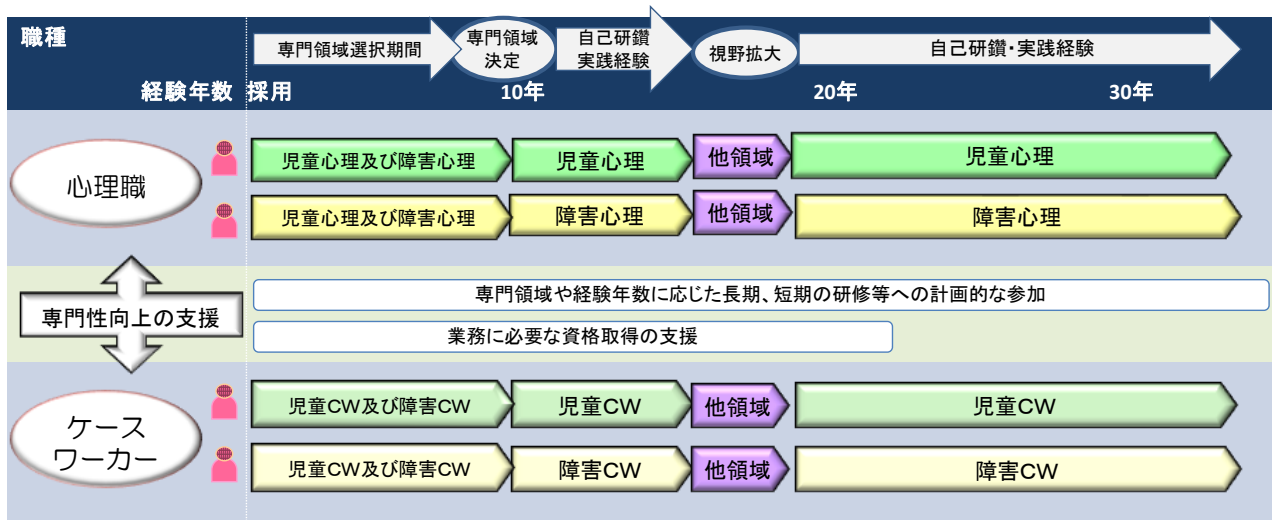 職種
専門領域選択期間
専門領域
決定
自己研鑽
実践経験
視野拡大
自己研鑽・実践経験
経験年数
採用
10年
20年
30年
心理職
児童心理及び障害心理
児童心理
他領域
児童心理
児童心理及び障害心理
障害心理
他領域
障害心理
専門性向上の支援
専門領域や経験年数に応じた長期、短期の研修等への計画的な参加
業務に必要な資格取得の支援
ケース
ワーカー
児童CW及び障害CW
児童CW
他領域
児童CW
児童CW及び障害CW
障害CW
他領域
障害CW